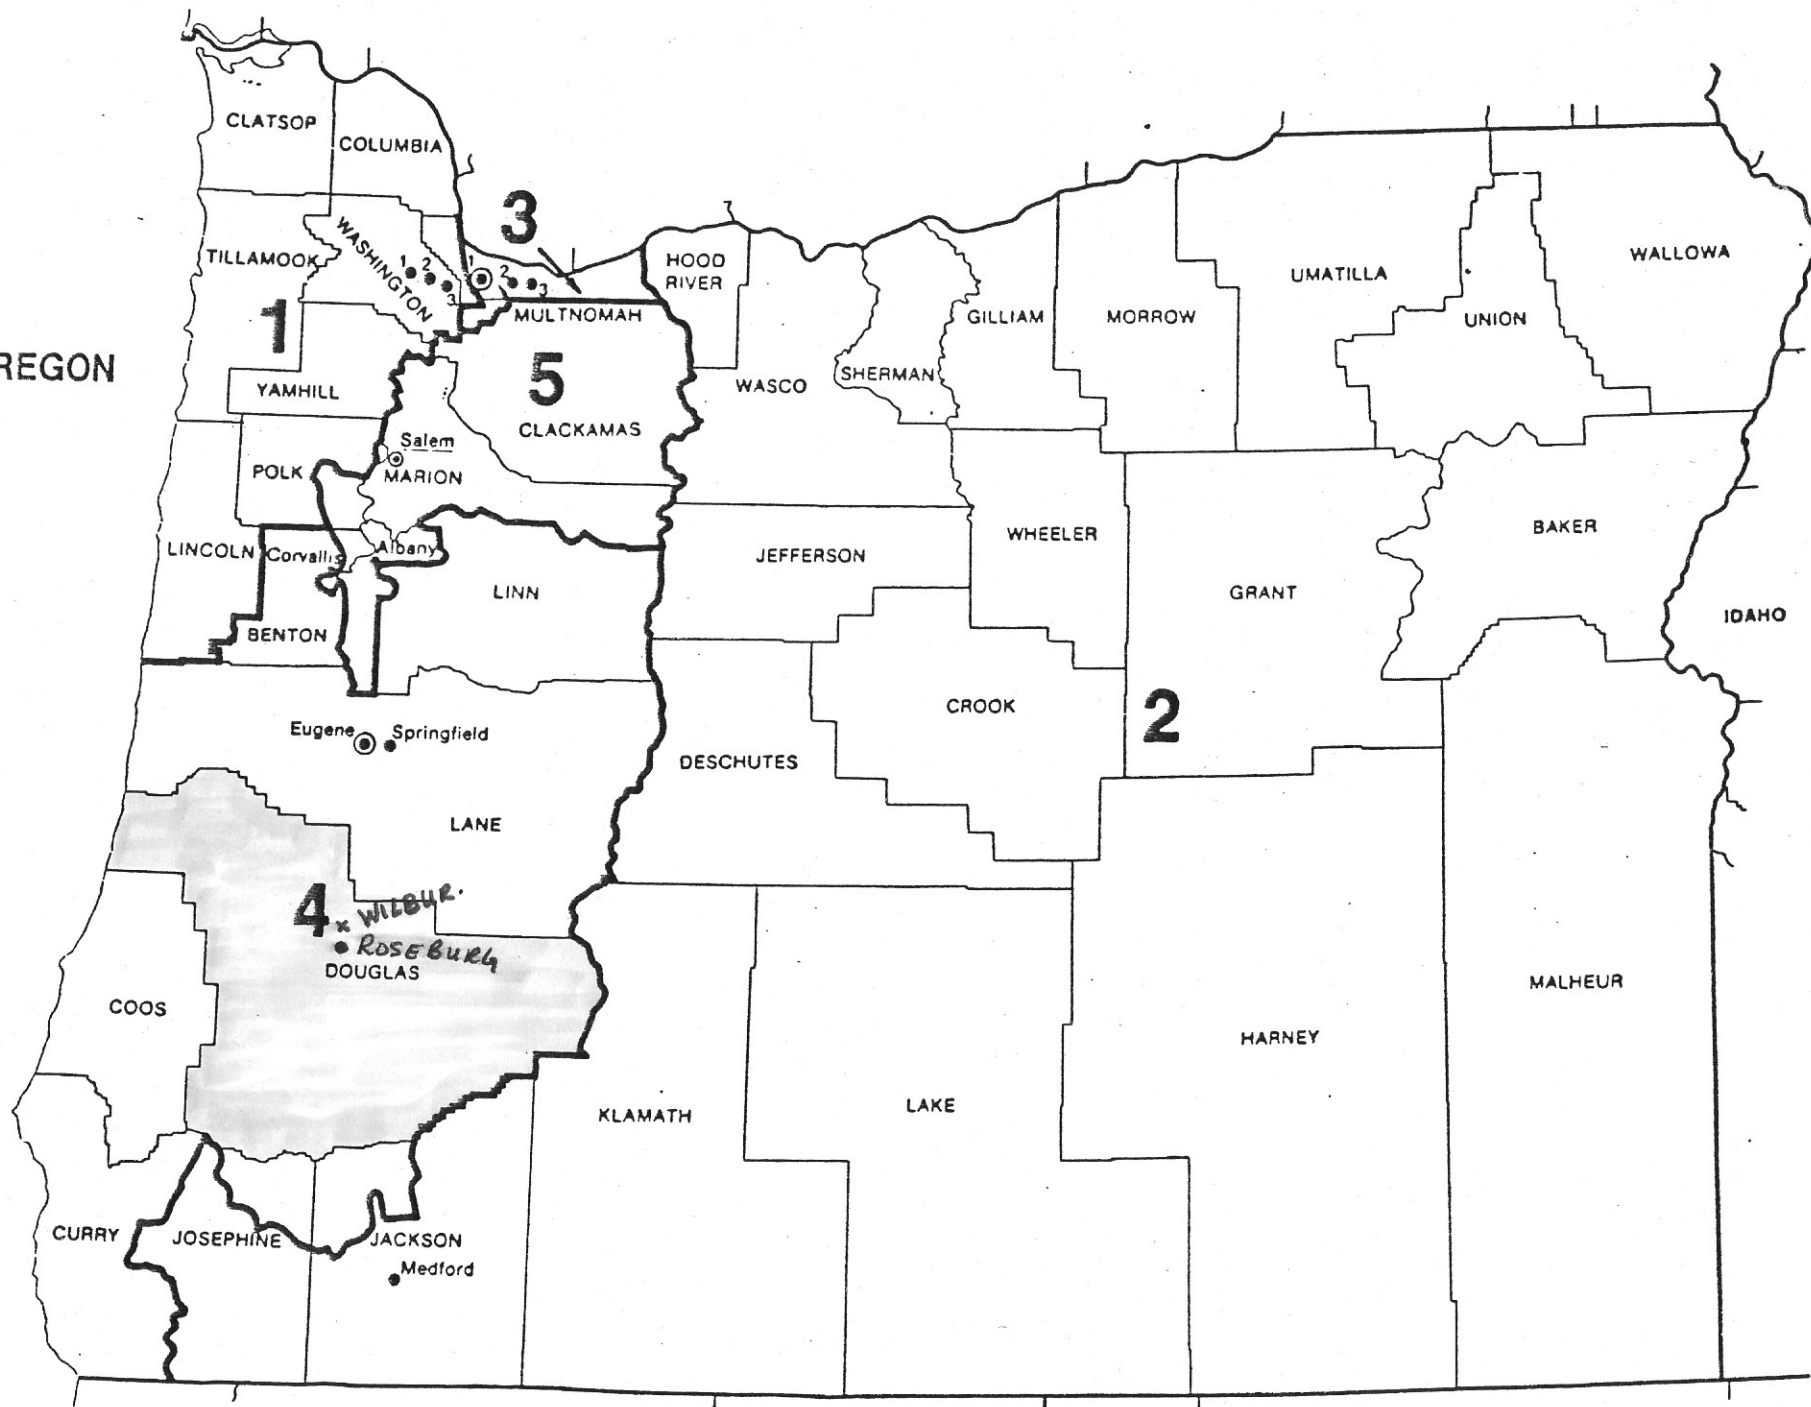 CLATSOP
COLUMBIA
3
TILLAMOOK
WASHINGTON
1
2
3
1
2
3
HOOD
RIVER
WALLOWA
UMATILLA
1
MULTNOMAH
GILLIAM
MORROW
UNION
REGON
5
YAMHILL
WASCO
SHERMAN
CLACKAMAS
Salem
POLK
MARION
LINCOLN
Corvallis
Albany
JEFFERSON
WHEELER
BAKER
LINN
GRANT
IDAHO
BENTON
CROOK
2
Eugene
Springfield
DESCHUTES
LANE
4
x WILBUR.
ROSEBURG
DOUGLAS
COOS
MALHEUR
HARNEY
KLAMATH
LAKE
CURRY
JOSEPHINE
JACKSON
Medford